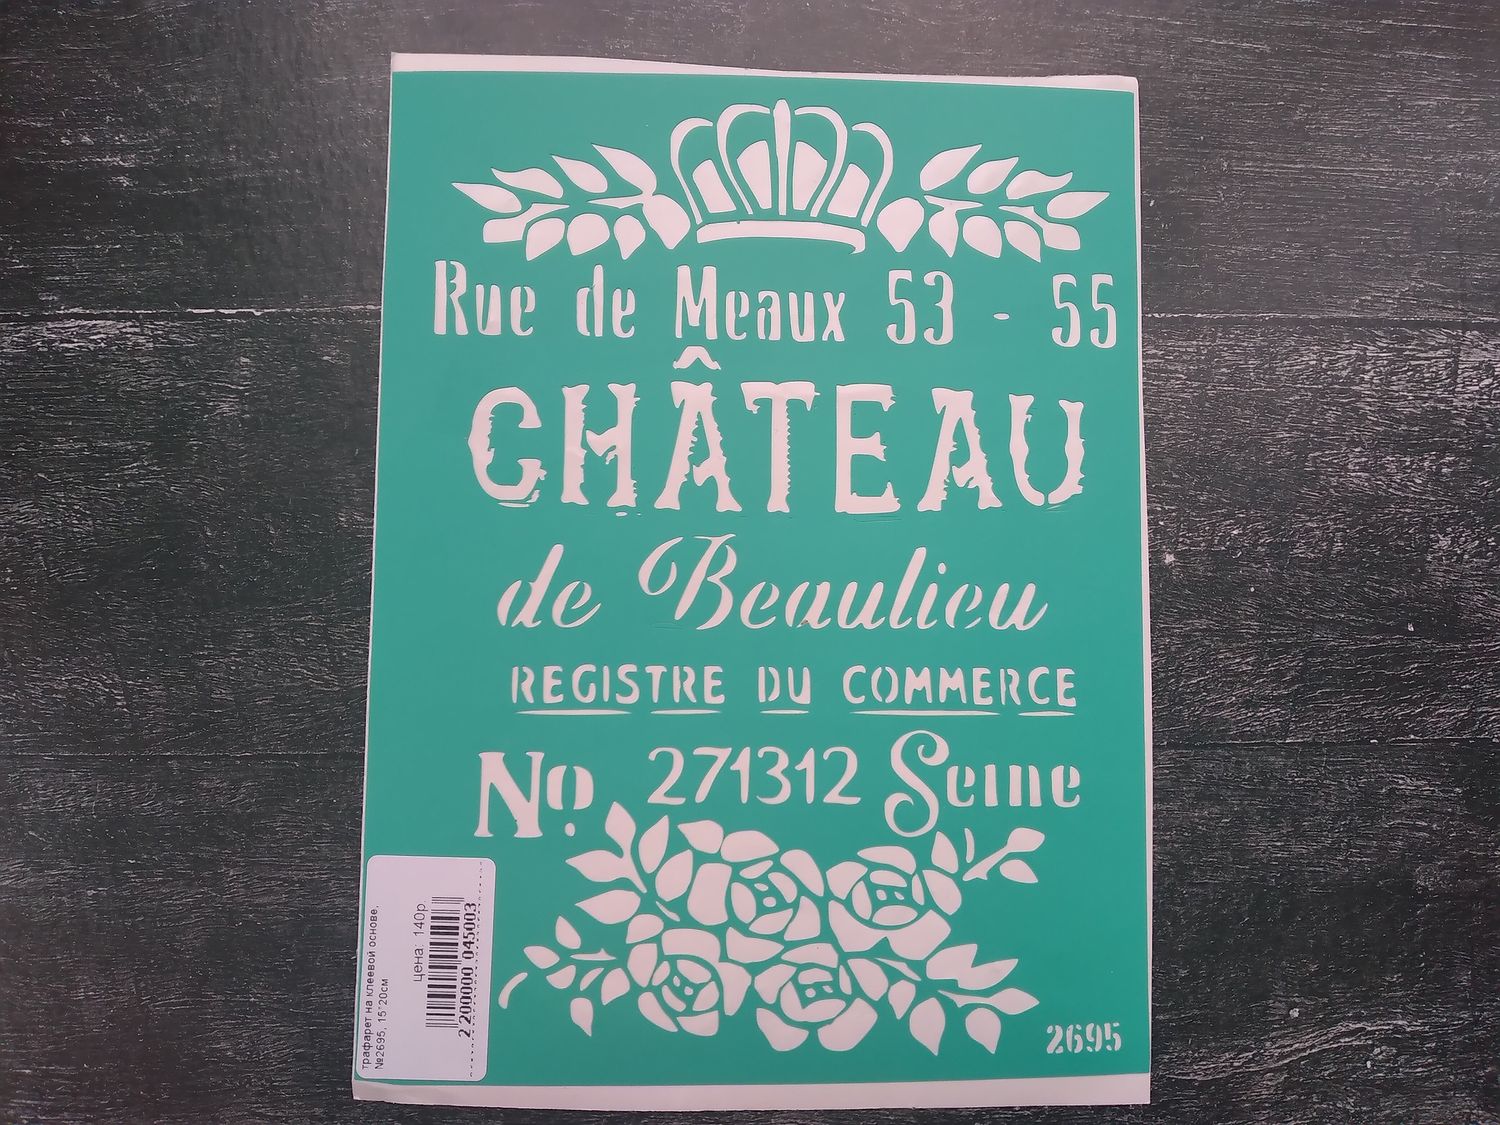 Rue de Meaux 53 - 55
CHÂTEAU
de Beaulieu
REGISTRE DU COMMERCE
No 271312 Seine
2695
трафарет на клеевой основе,
№2695, 15*20см
цена: 140р
2 200000 045003